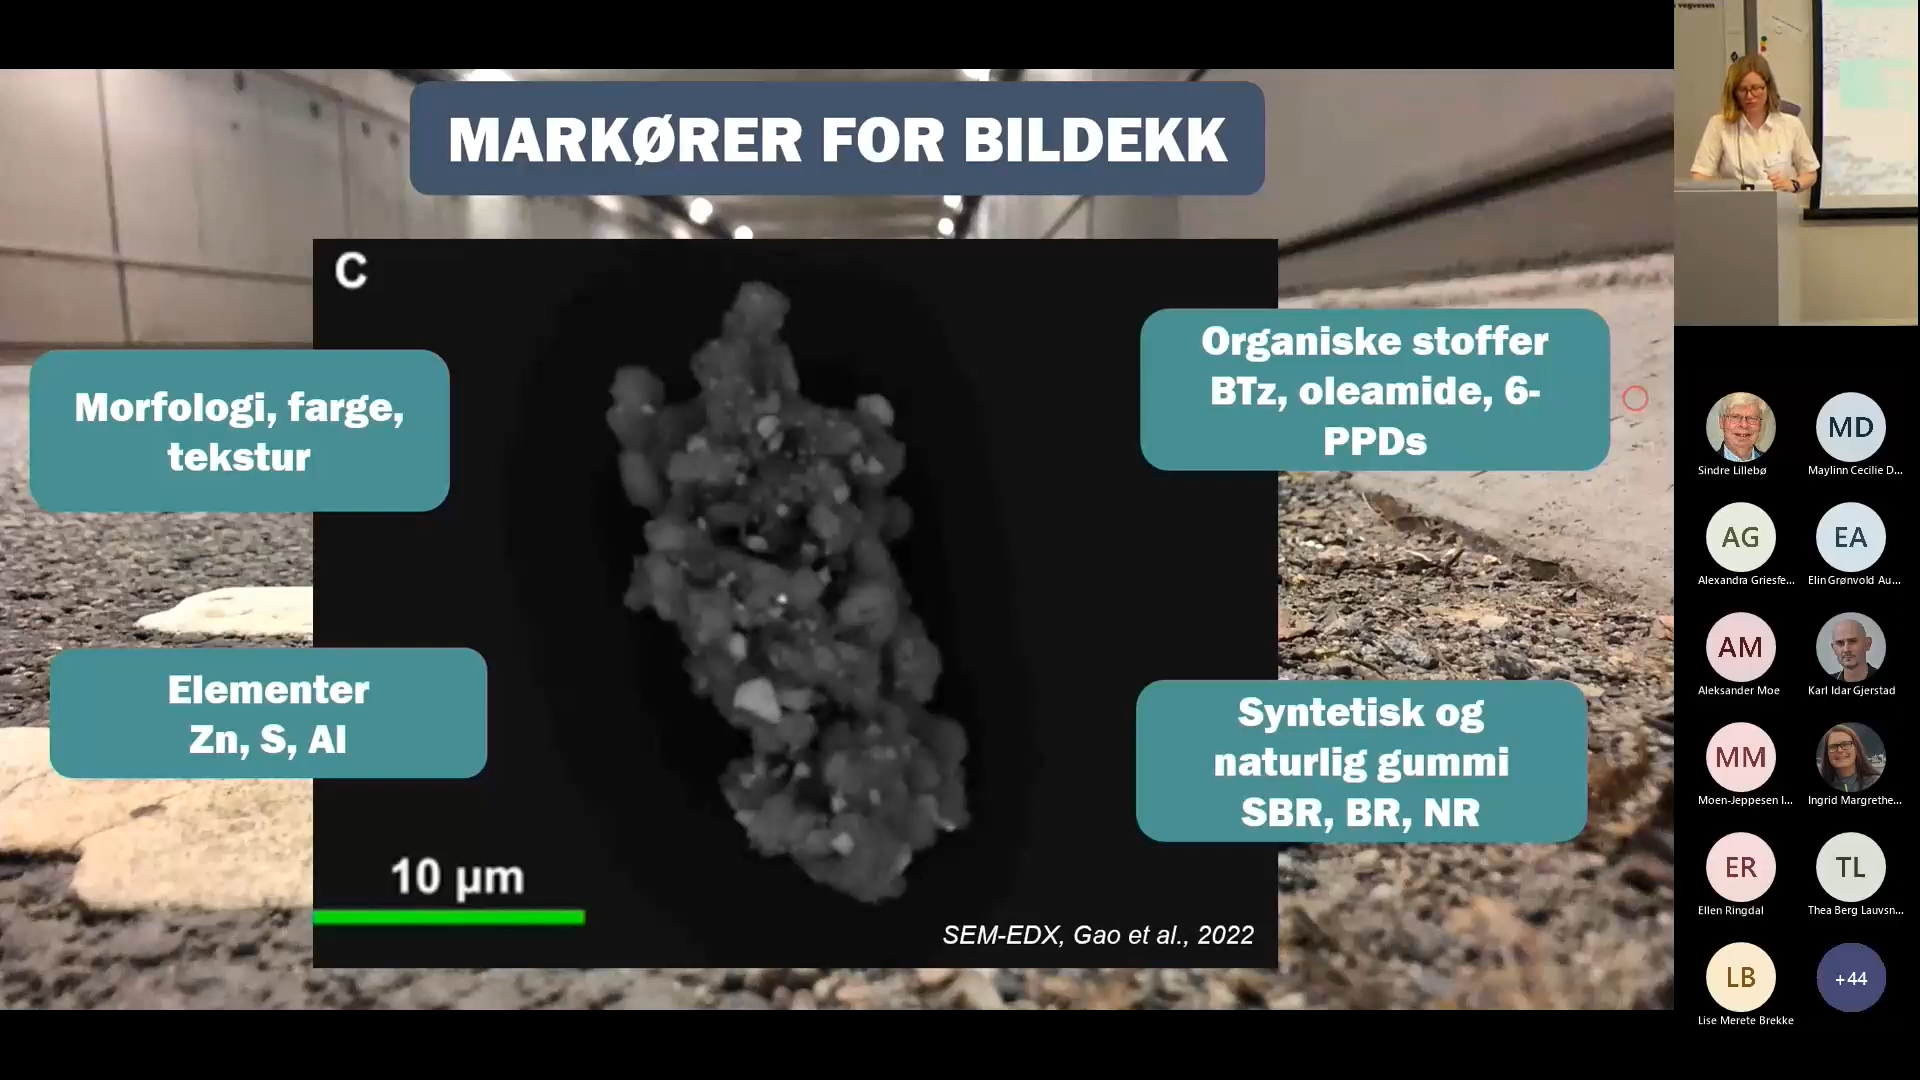 MARKØRER FOR BILDEKK
C
Morfologi, farge,
tekstur
Organiske stoffer
BTz, oleamide, 6-
PPDs
Elementer
Zn, S, Al
Syntetisk og
naturlig gummi
SBR, BR, NR
10 µm
SEM-EDX, Gao et al., 2022
vegvesen
Sindre Lillebø
MD
Maylinn Cecilie D...
AG
Alexandra Griesfe...
EA
Elin Grønvold Au...
AM
Aleksander Moe
Karl Idar Gjerstad
MM
Moen-Jeppesen I...
Ingrid Margrethe...
ER
Ellen Ringdal
TL
Thea Berg Lauvsn...
LB
Lise Merete Brekke
+44